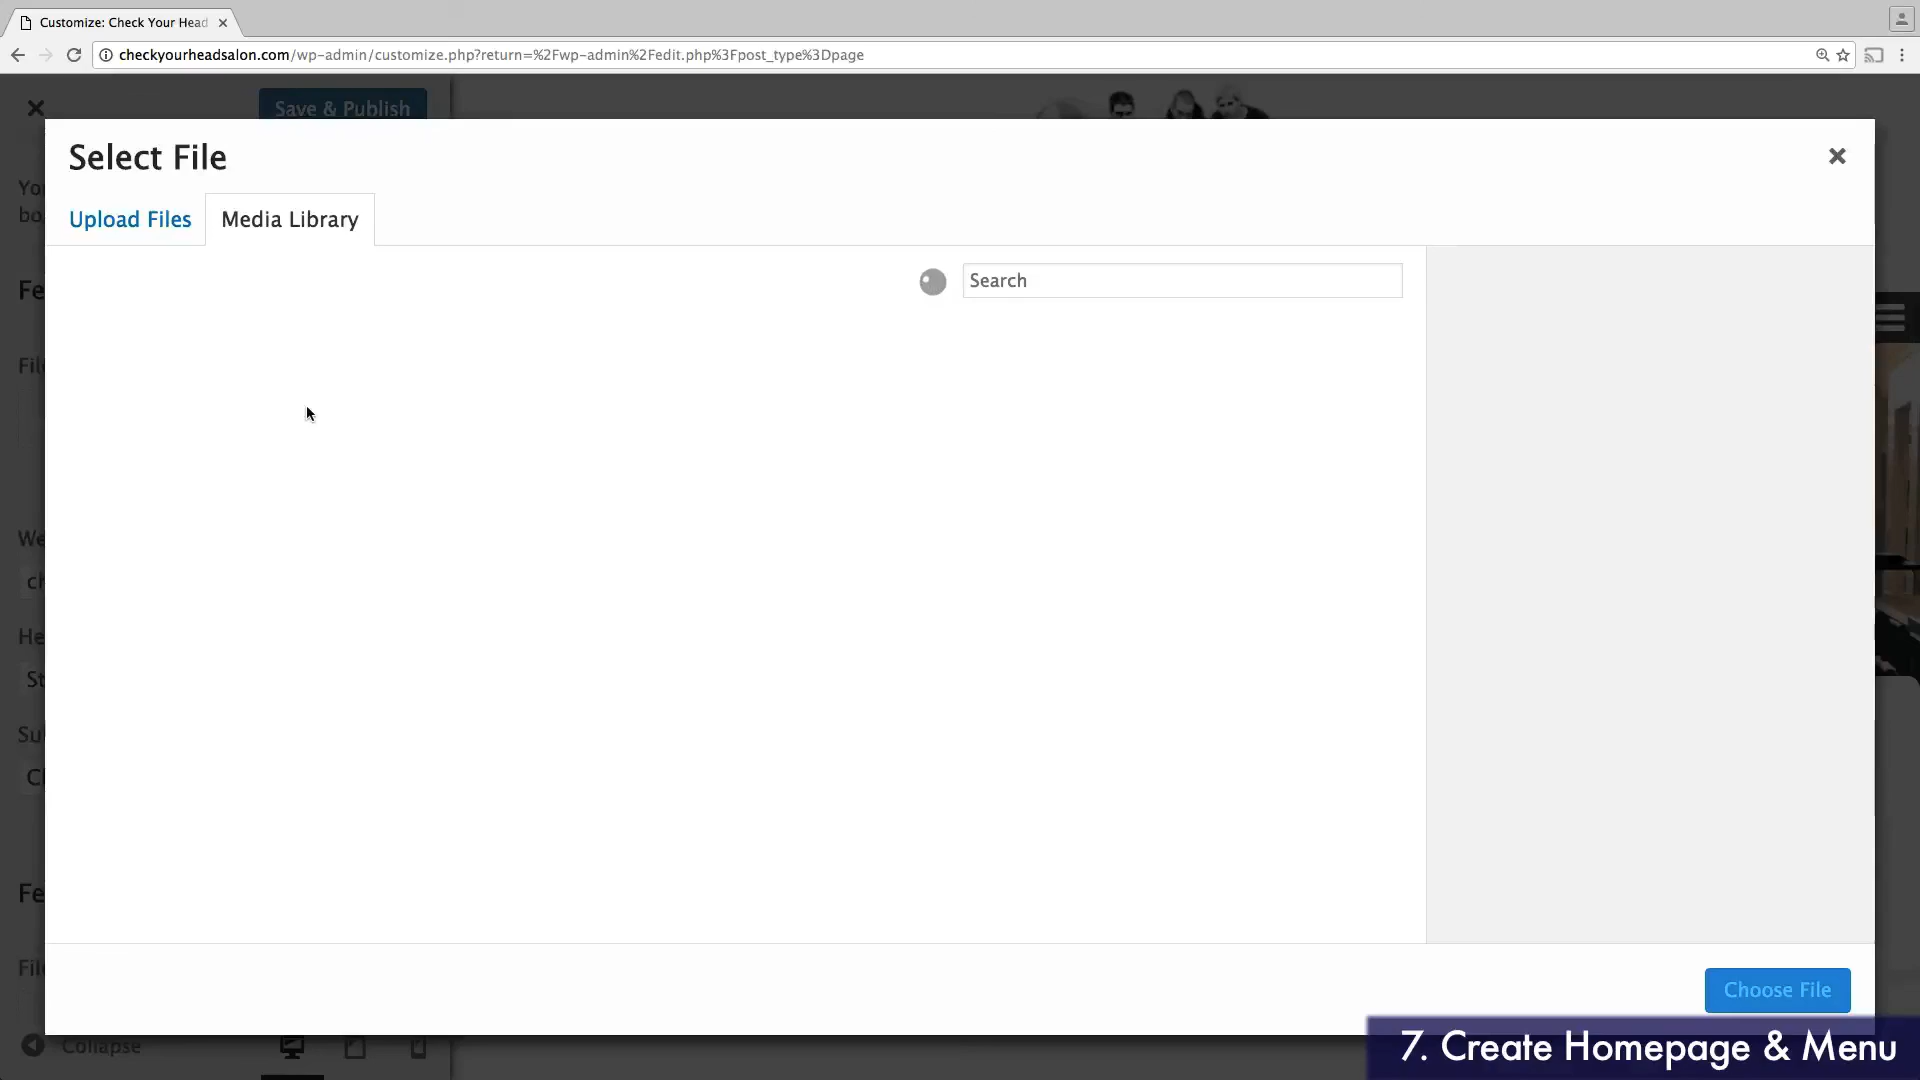 Customize: Check Your Head
checkyourheadsalon.com/wp-admin/customize.php?return=%2Fwp-admin%2Fedit.php%3Fpost_type%3Dpage
Save & Publish
Select File
Upload Files
Media Library
Search
Choose File
Collapse
7. Create Homepage & Menu